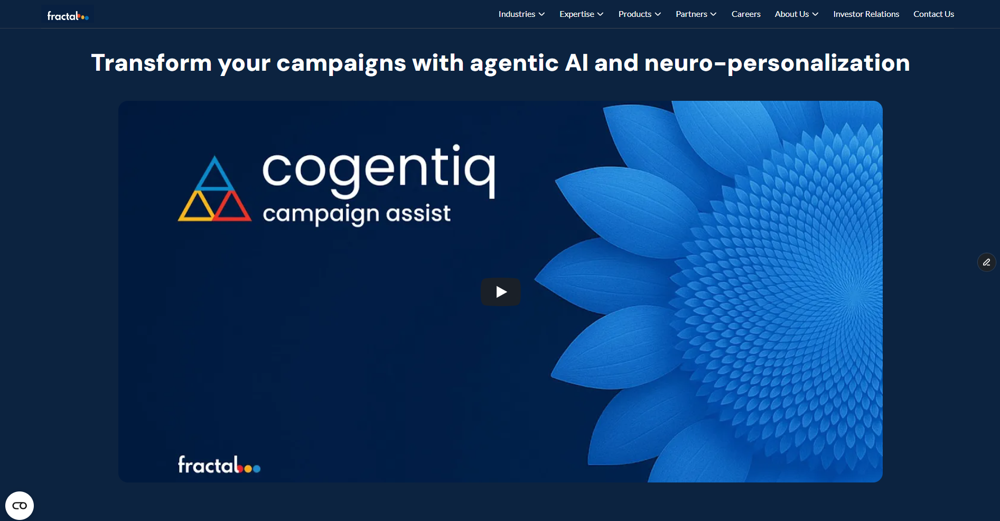 fractal
Industries Expertise Products Partners Careers About Us Investor Relations Contact Us
Transform your campaigns with agentic AI and neuro-personalization
cogentiq
campaign assist
fractal